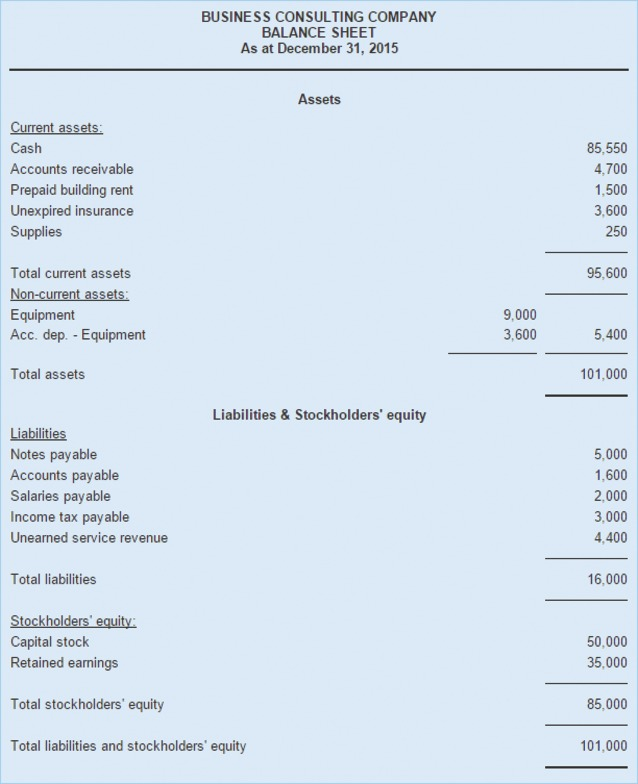 BUSINESS CONSULTING COMPANY
BALANCE SHEET
As at December 31, 2015
Assets
Current assets:
Cash 85,550
Accounts receivable 4,700
Prepaid building rent 1,500
Unexpired insurance 3,600
Supplies 250
Total current assets 95,600
Non-current assets:
Equipment 9,000
Acc. dep. - Equipment 3,600 5,400
Total assets 101,000
Liabilities & Stockholders' equity
Liabilities
Notes payable 5,000
Accounts payable 1,600
Salaries payable 2,000
Income tax payable 3,000
Unearned service revenue 4,400
Total liabilities 16,000
Stockholders' equity:
Capital stock 50,000
Retained earnings 35,000
Total stockholders' equity 85,000
Total liabilities and stockholders' equity 101,000